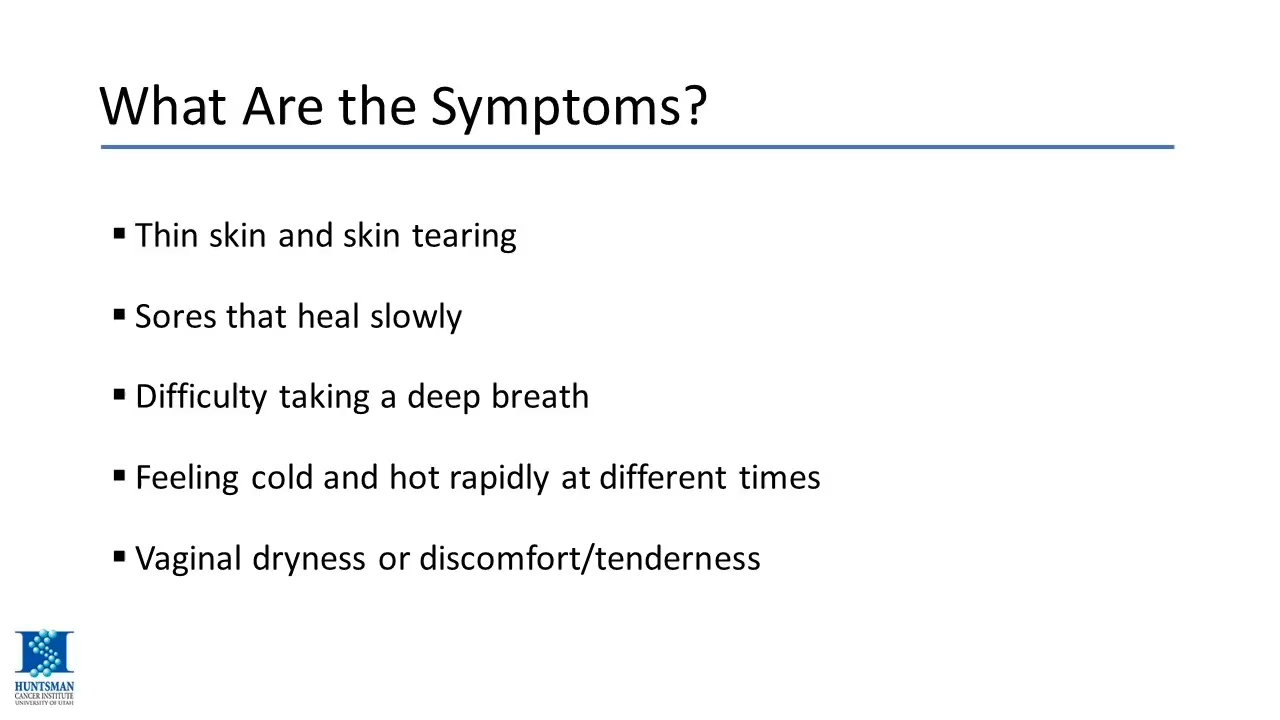 What Are the Symptoms?
▪ Thin skin and skin tearing
▪ Sores that heal slowly
▪ Difficulty taking a deep breath
▪ Feeling cold and hot rapidly at different times
▪ Vaginal dryness or discomfort/tenderness
HUNTSMAN
CANCER INSTITUTE
UNIVERSITY OF UTAH